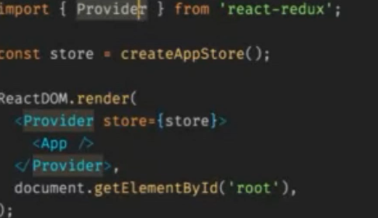 import { Provider } from 'react-redux';
const store = createAppStore();
ReactDOM.render(
<Provider store={store}>
<App />
</Provider>,
document.getElementById('root'),
);